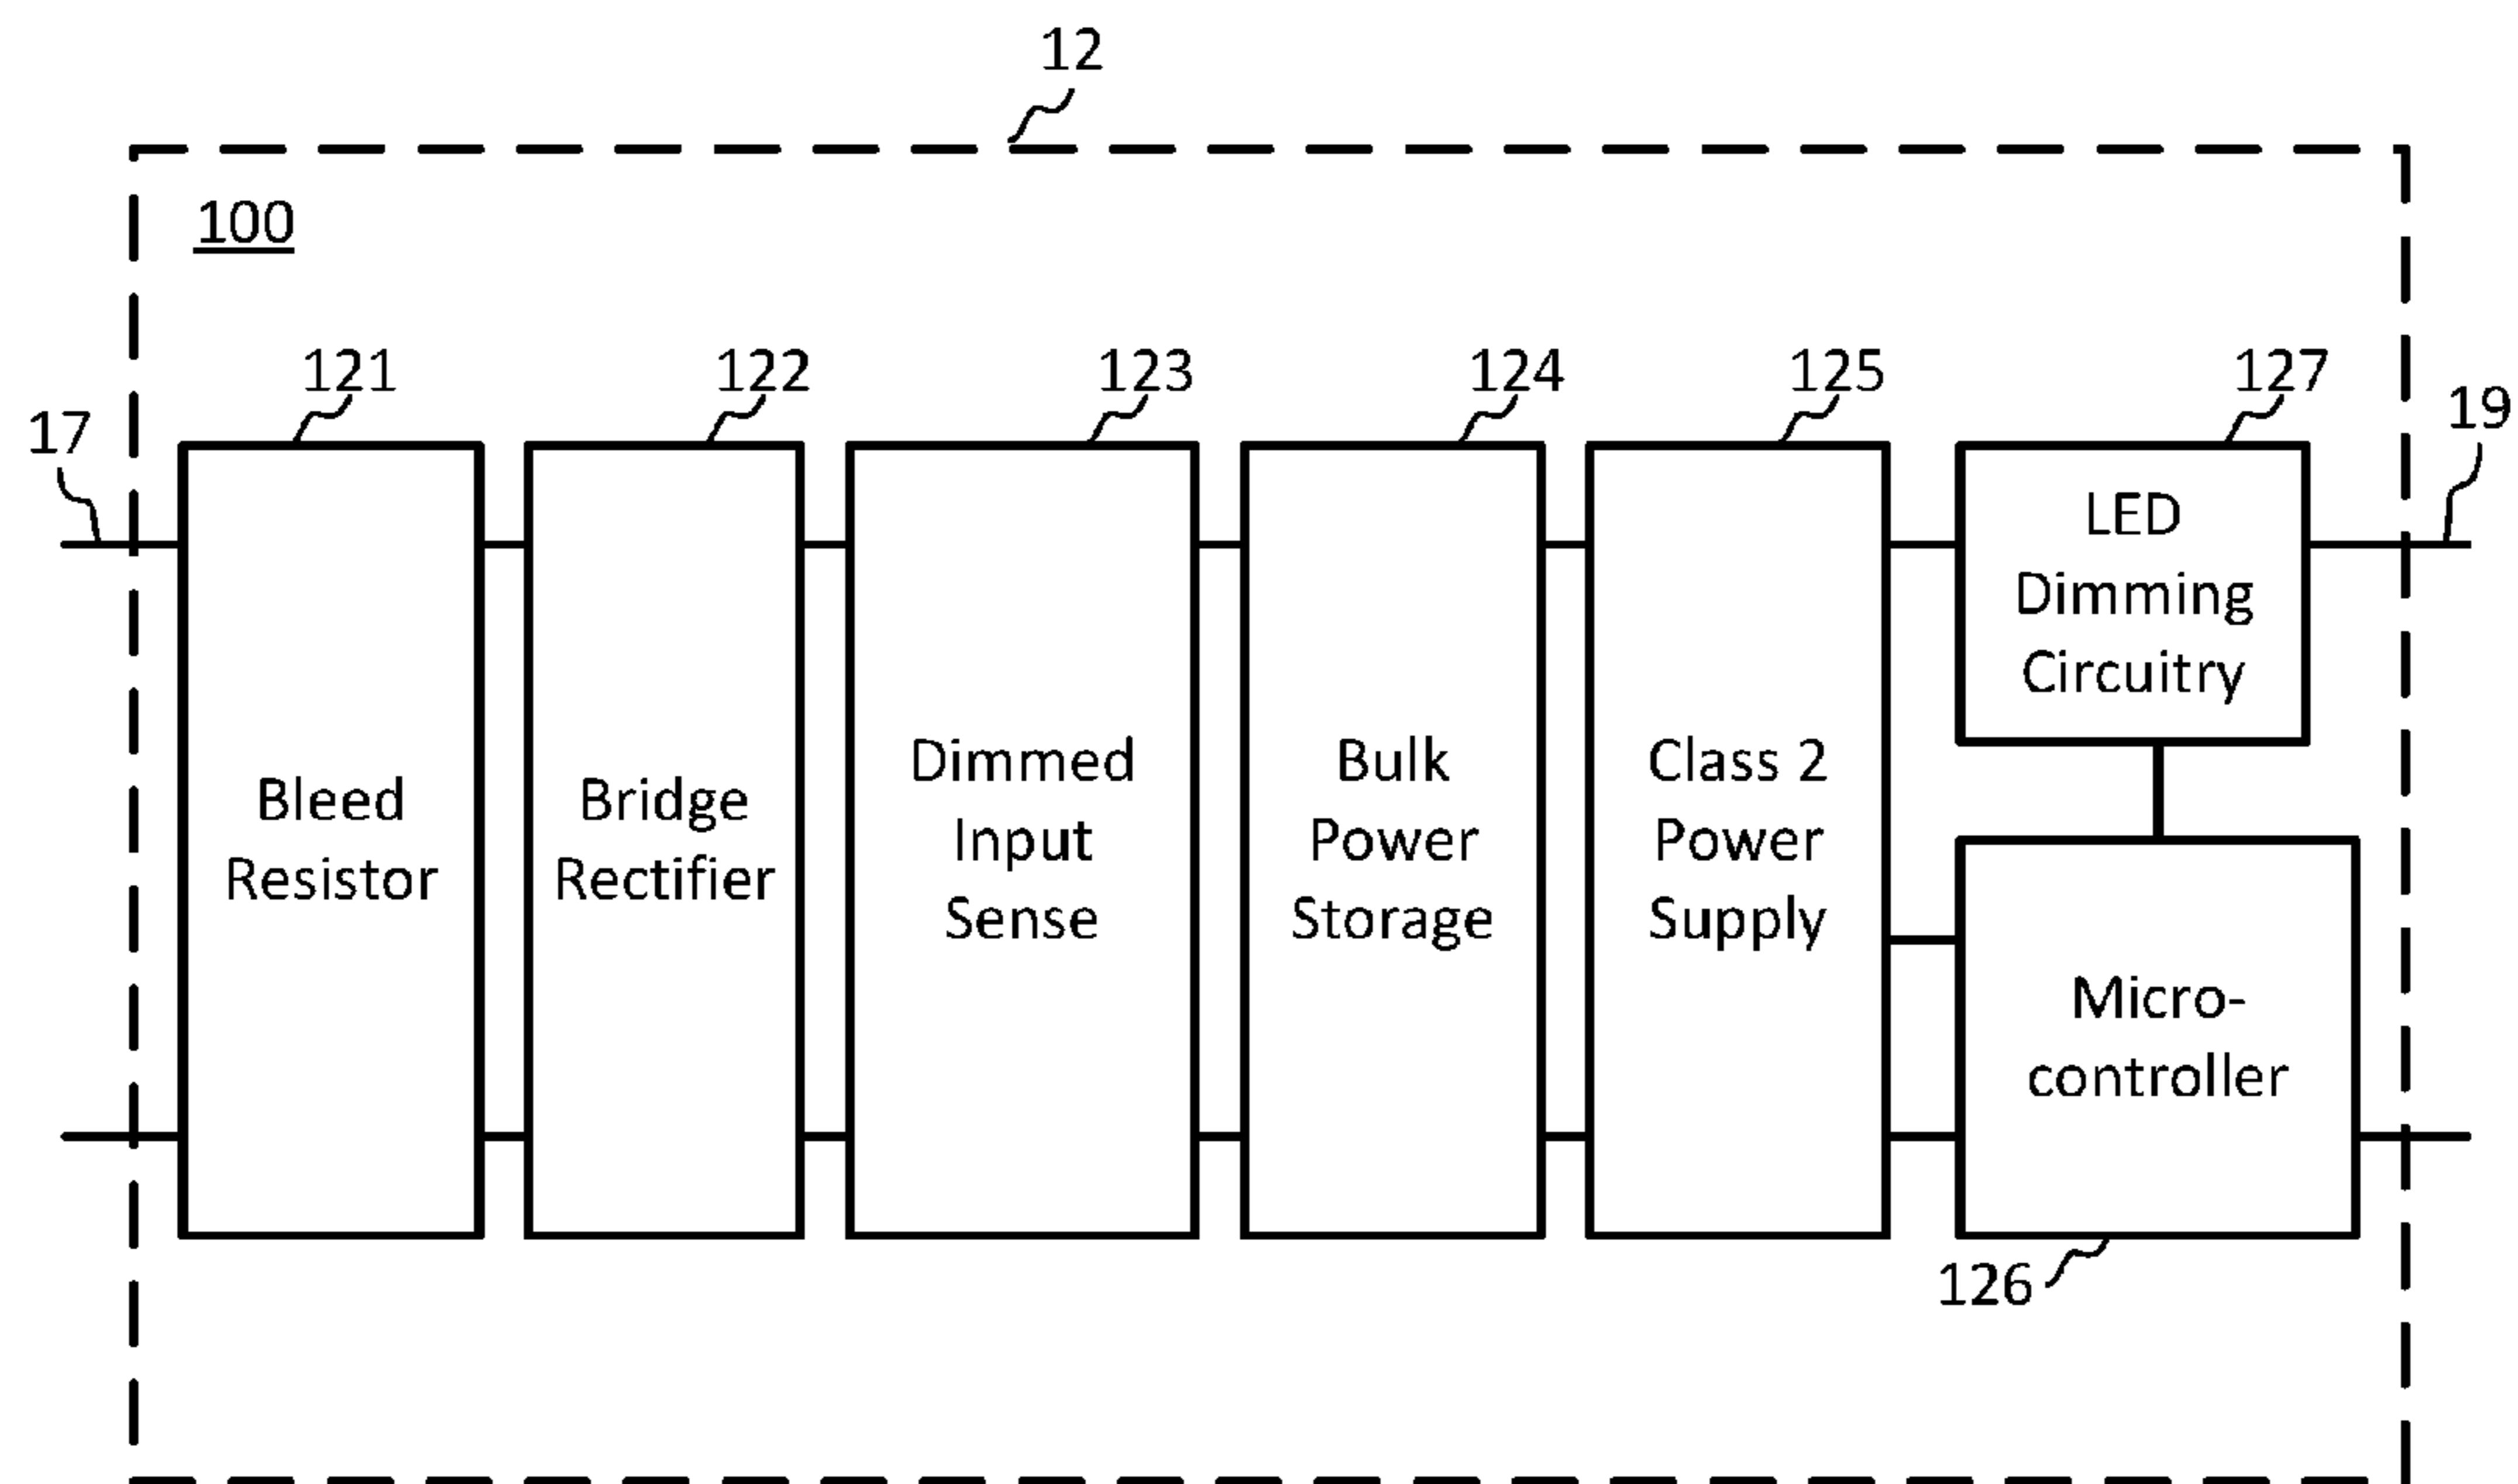 12
100
121
122
123
124
125
127
17
19
Bleed
Resistor
Bridge
Rectifier
Dimmed
Input
Sense
Bulk
Power
Storage
Class 2
Power
Supply
LED
Dimming
Circuitry
Micro-
controller
126